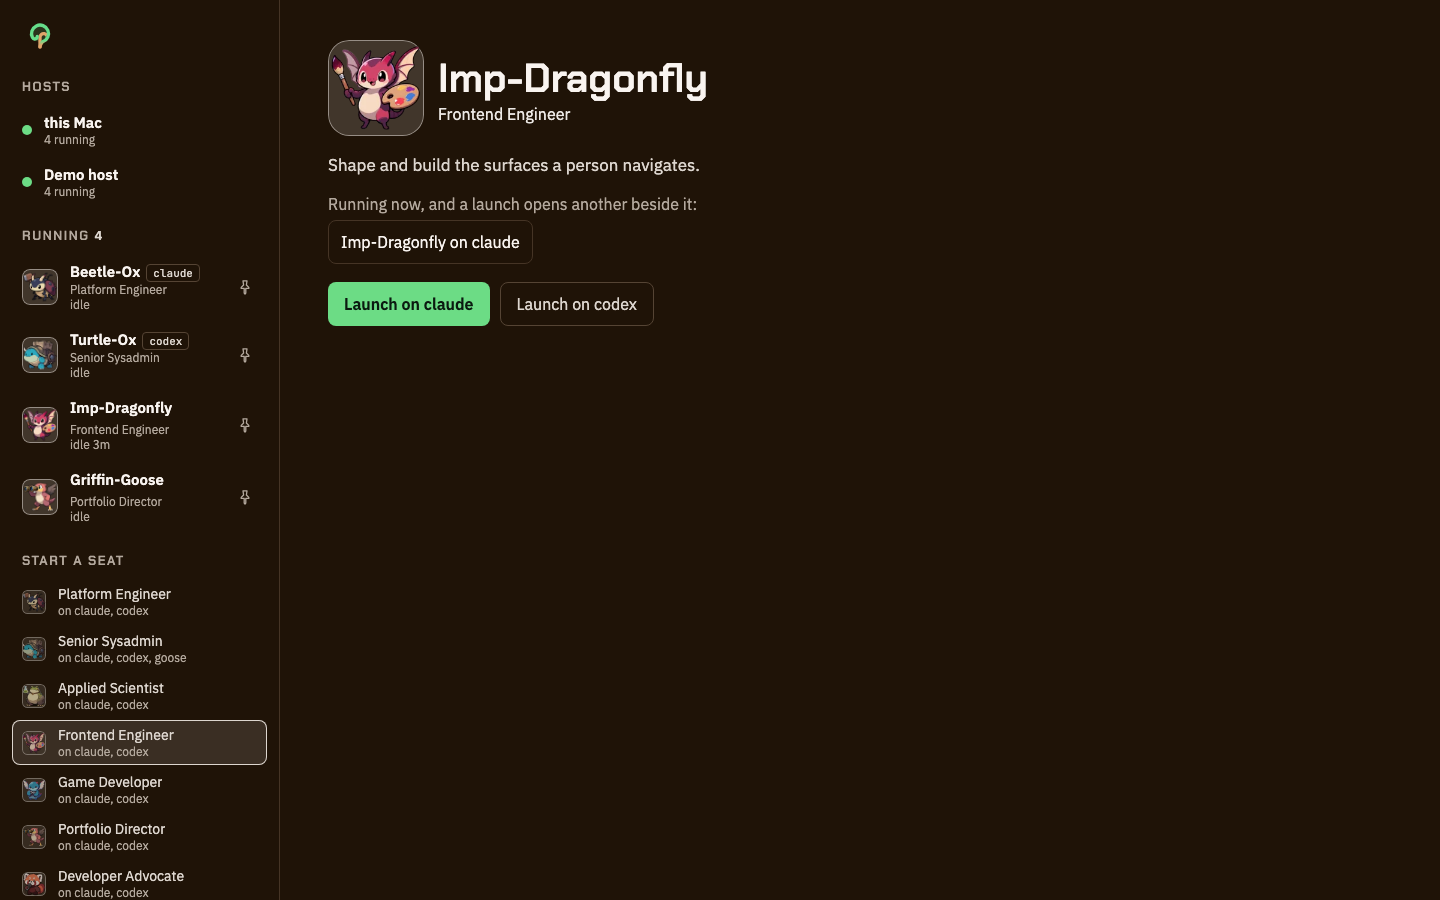 HOSTS
this Mac
4 running
Demo host
4 running
RUNNING 4
Beetle-Ox claude
Platform Engineer
idle
Turtle-Ox codex
Senior Sysadmin
idle
Imp-Dragonfly
Frontend Engineer
idle 3m
Griffin-Goose
Portfolio Director
idle
START A SEAT
Platform Engineer
on claude, codex
Senior Sysadmin
on claude, codex, goose
Applied Scientist
on claude, codex
Frontend Engineer
on claude, codex
Game Developer
on claude, codex
Portfolio Director
on claude, codex
Developer Advocate
on claude, codex
Imp-Dragonfly
Frontend Engineer
Shape and build the surfaces a person navigates.
Running now, and a launch opens another beside it:
Imp-Dragonfly on claude
Launch on claude
Launch on codex